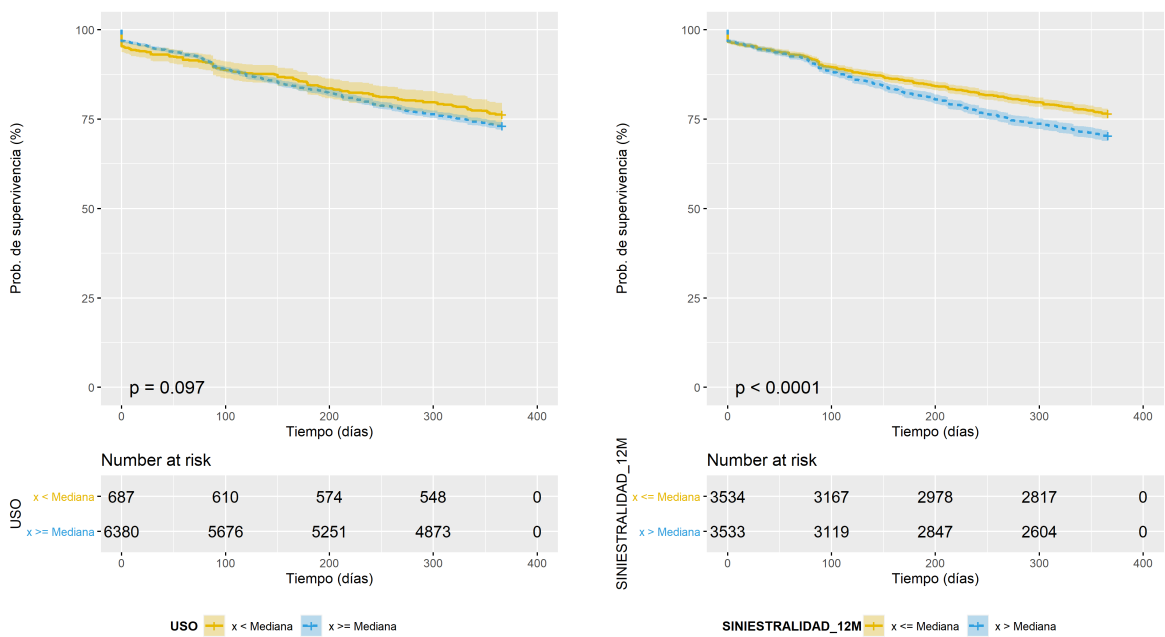 100
75
50
25
0
Prob. de supervivencia (%)
p = 0.097
0 100 200 300 400
Tiempo (días)
Number at risk
USO
x < Mediana 687 610 574 548 0
x >= Mediana 6380 5676 5251 4873 0
0 100 200 300 400
Tiempo (días)
USO x < Mediana x >= Mediana
100
75
50
25
0
Prob. de supervivencia (%)
p < 0.0001
0 100 200 300 400
Tiempo (días)
Number at risk
SINIESTRALIDAD_12M
x <= Mediana 3534 3167 2978 2817 0
x > Mediana 3533 3119 2847 2604 0
0 100 200 300 400
Tiempo (días)
SINIESTRALIDAD_12M x <= Mediana x > Mediana